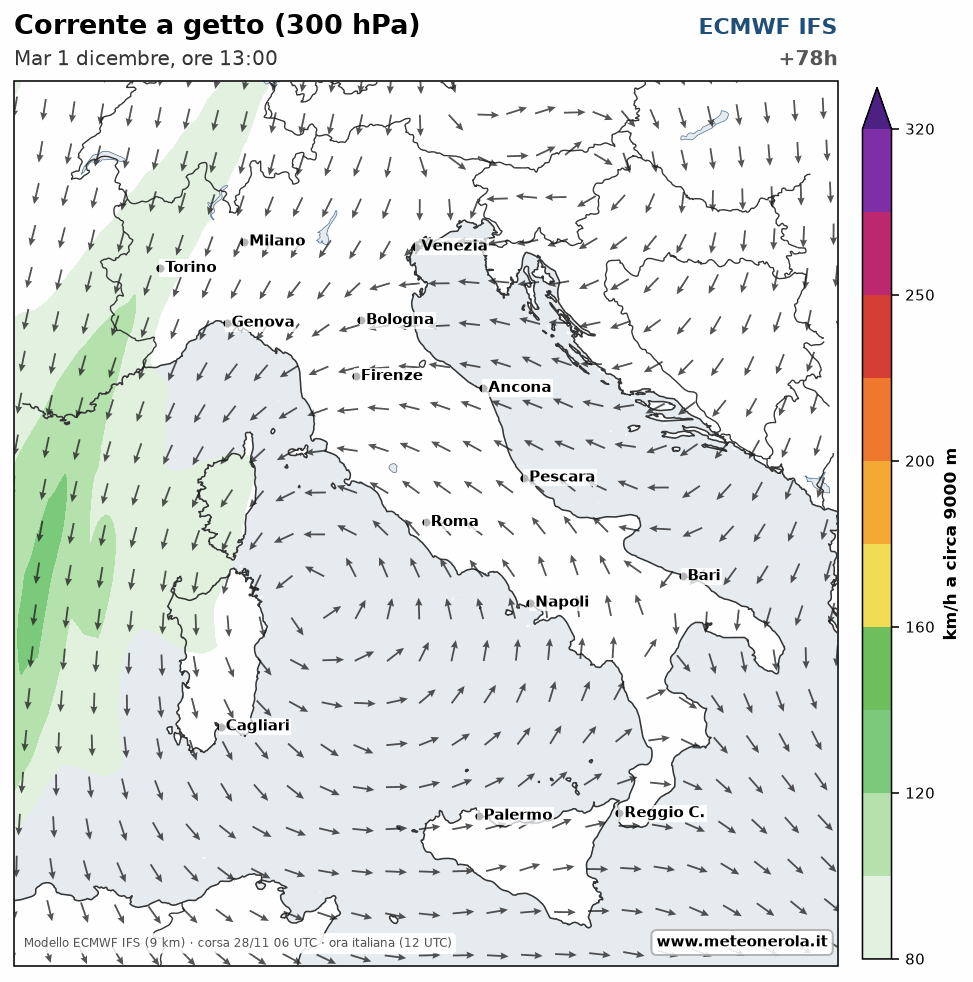 Corrente a getto (300 hPa)
ECMWF IFS
Mar 1 dicembre, ore 13:00
+78h
320
Milano
Venezia
Torino
250
Genova
Bologna
Firenze
Ancona
200
Pescara
Roma
km/h a circa 9000 m
Bari
Napoli
160
Cagliari
120
Palermo
Reggio C.
Modello ECMWF IFS (9 km) · corsa 28/11 06 UTC · ora italiana (12 UTC)
www.meteonerola.it
80